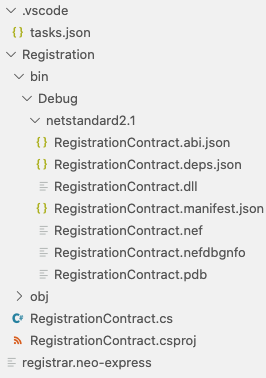 .vscode
tasks.json
Registration
bin
Debug
netstandard2.1
RegistrationContract.abi.json
RegistrationContract.deps.json
RegistrationContract.dll
RegistrationContract.manifest.json
RegistrationContract.nef
RegistrationContract.nefdbgnfo
RegistrationContract.pdb
obj
RegistrationContract.cs
RegistrationContract.csproj
registrar.neo-express